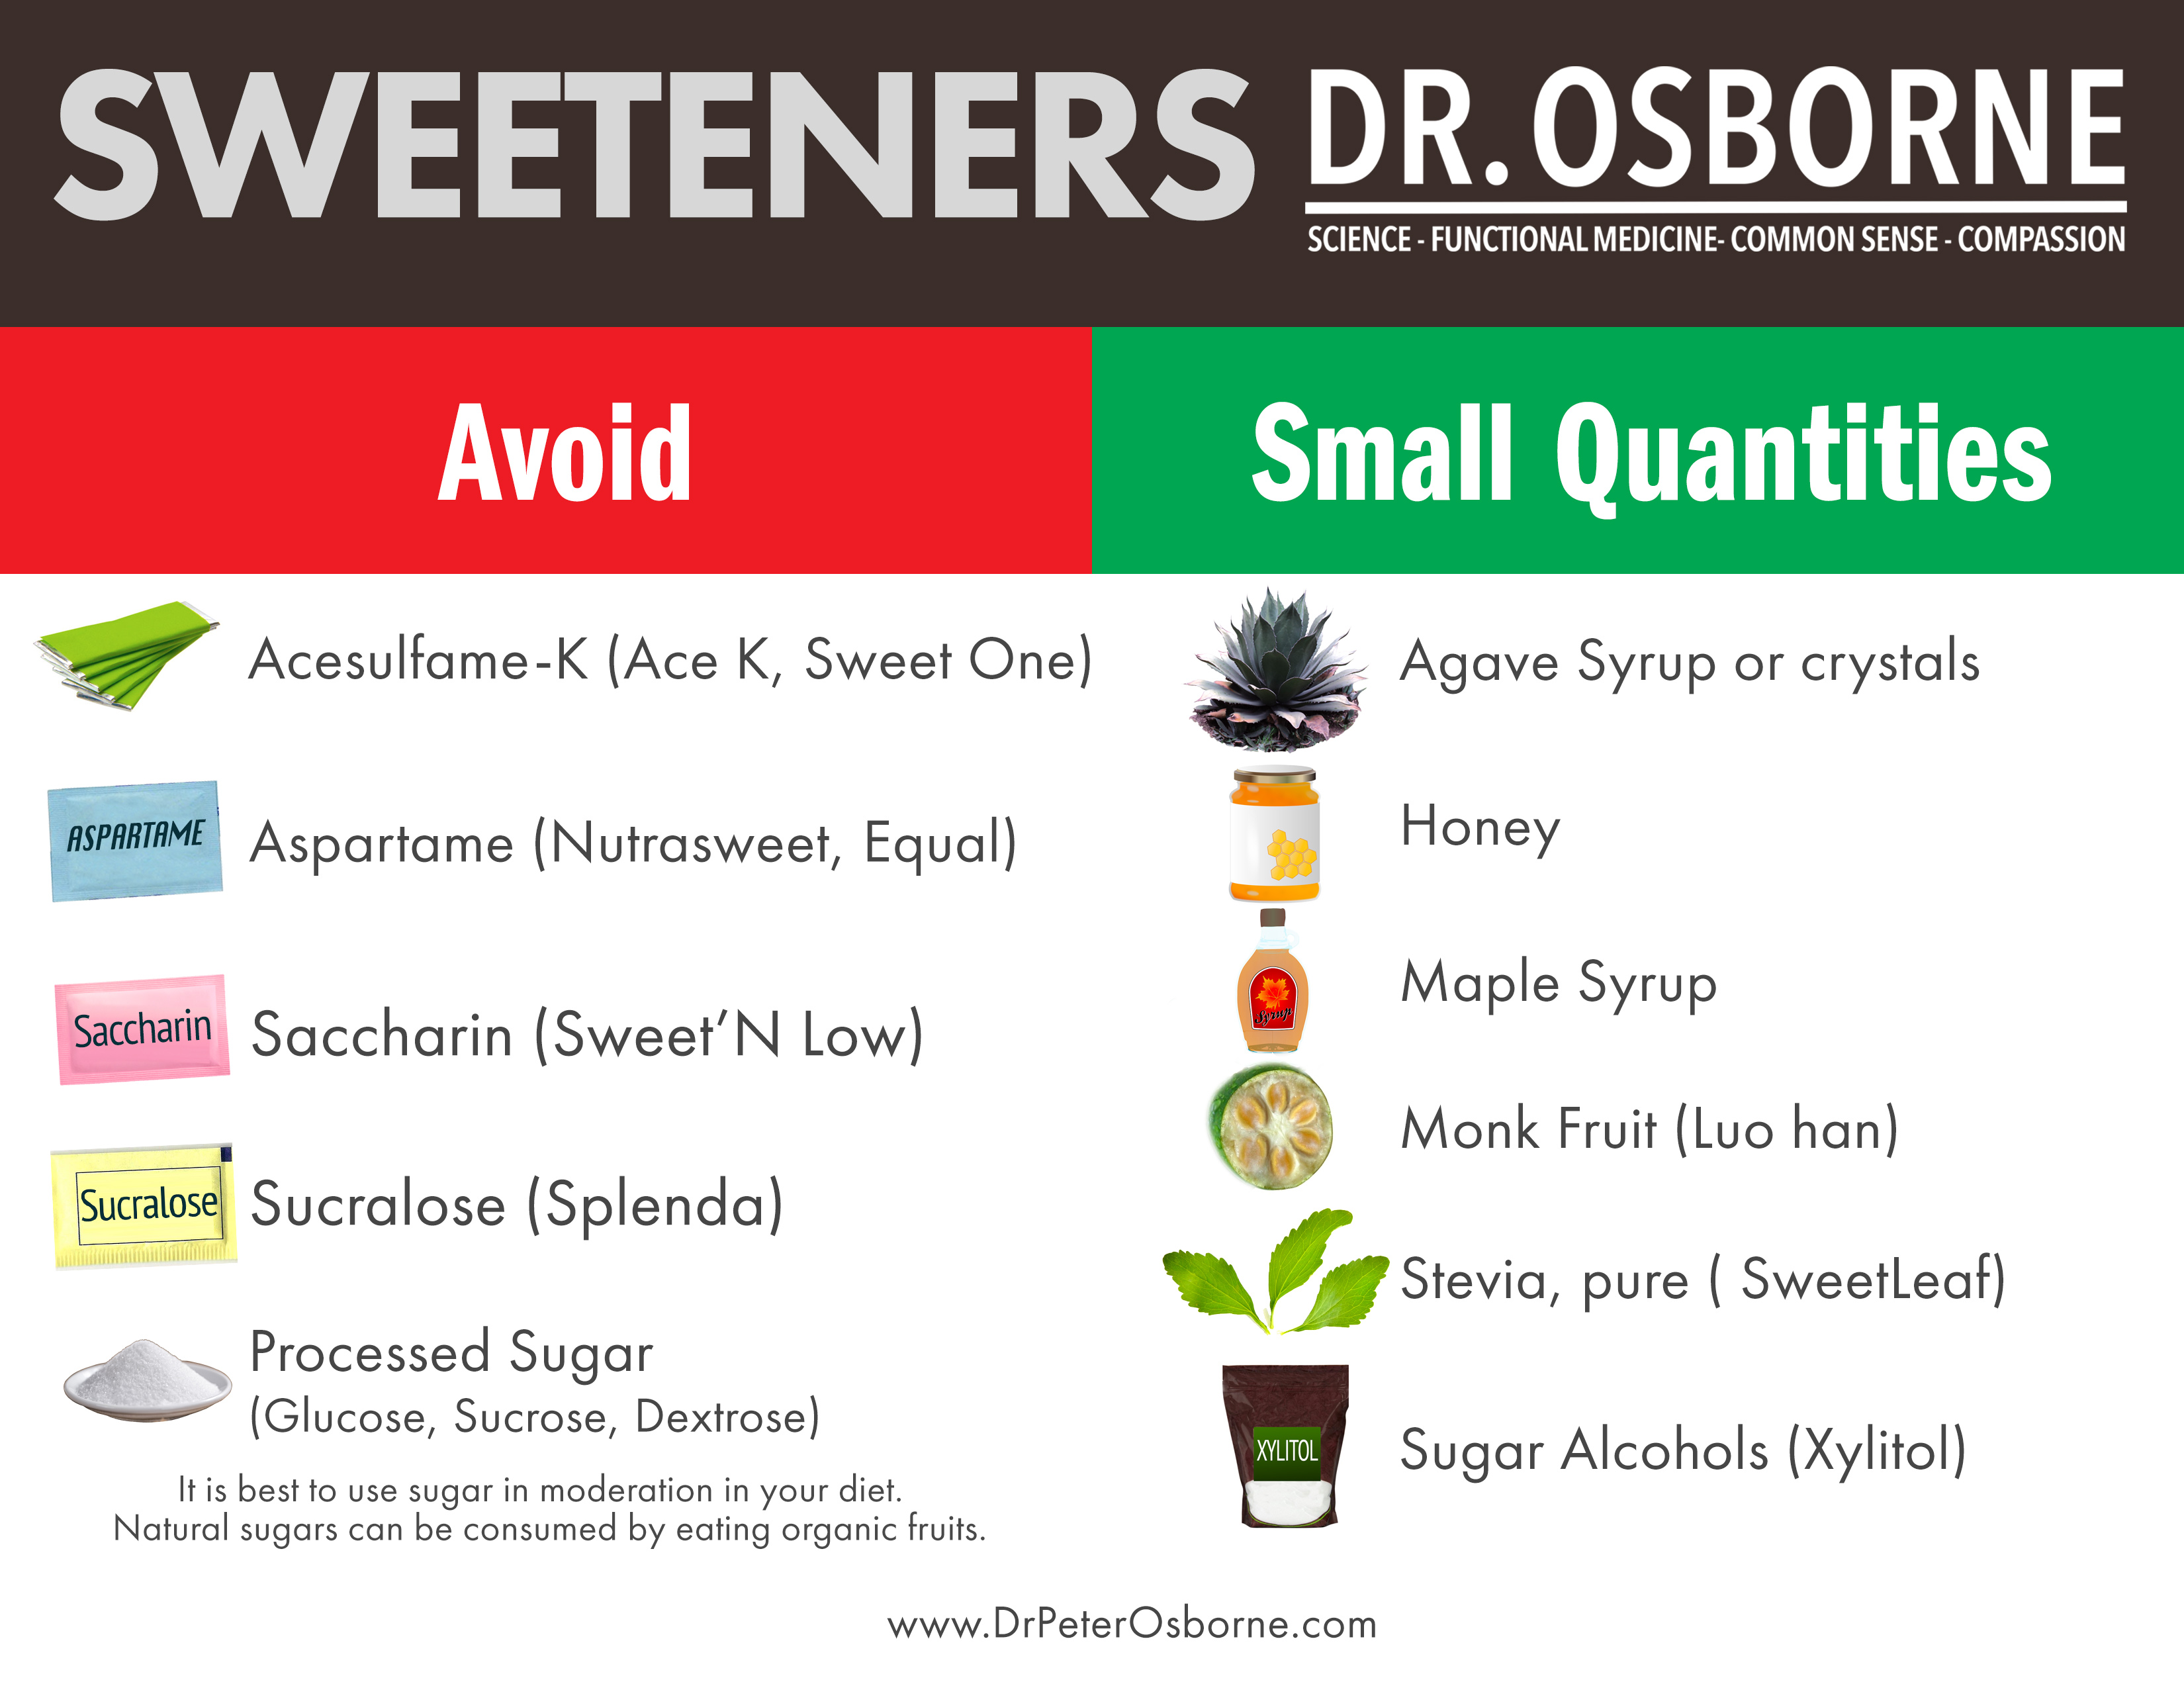 SWEETENERS
DR. OSBORNE
SCIENCE - FUNCTIONAL MEDICINE- COMMON SENSE - COMPASSION
Avoid
Acesulfame-K (Ace K, Sweet One)
ASPARTAME
Aspartame (Nutrasweet, Equal)
Saccharin
Saccharin (Sweet'N Low)
Sucralose
Sucralose (Splenda)
Processed Sugar
(Glucose, Sucrose, Dextrose)
It is best to use sugar in moderation in your diet.
Natural sugars can be consumed by eating organic fruits.
Small Quantities
Agave Syrup or crystals
Honey
Syrup
Maple Syrup
Monk Fruit (Luo han)
Stevia, pure ( SweetLeaf)
XYLITOL
Sugar Alcohols (Xylitol)
www.DrPeterOsborne.com